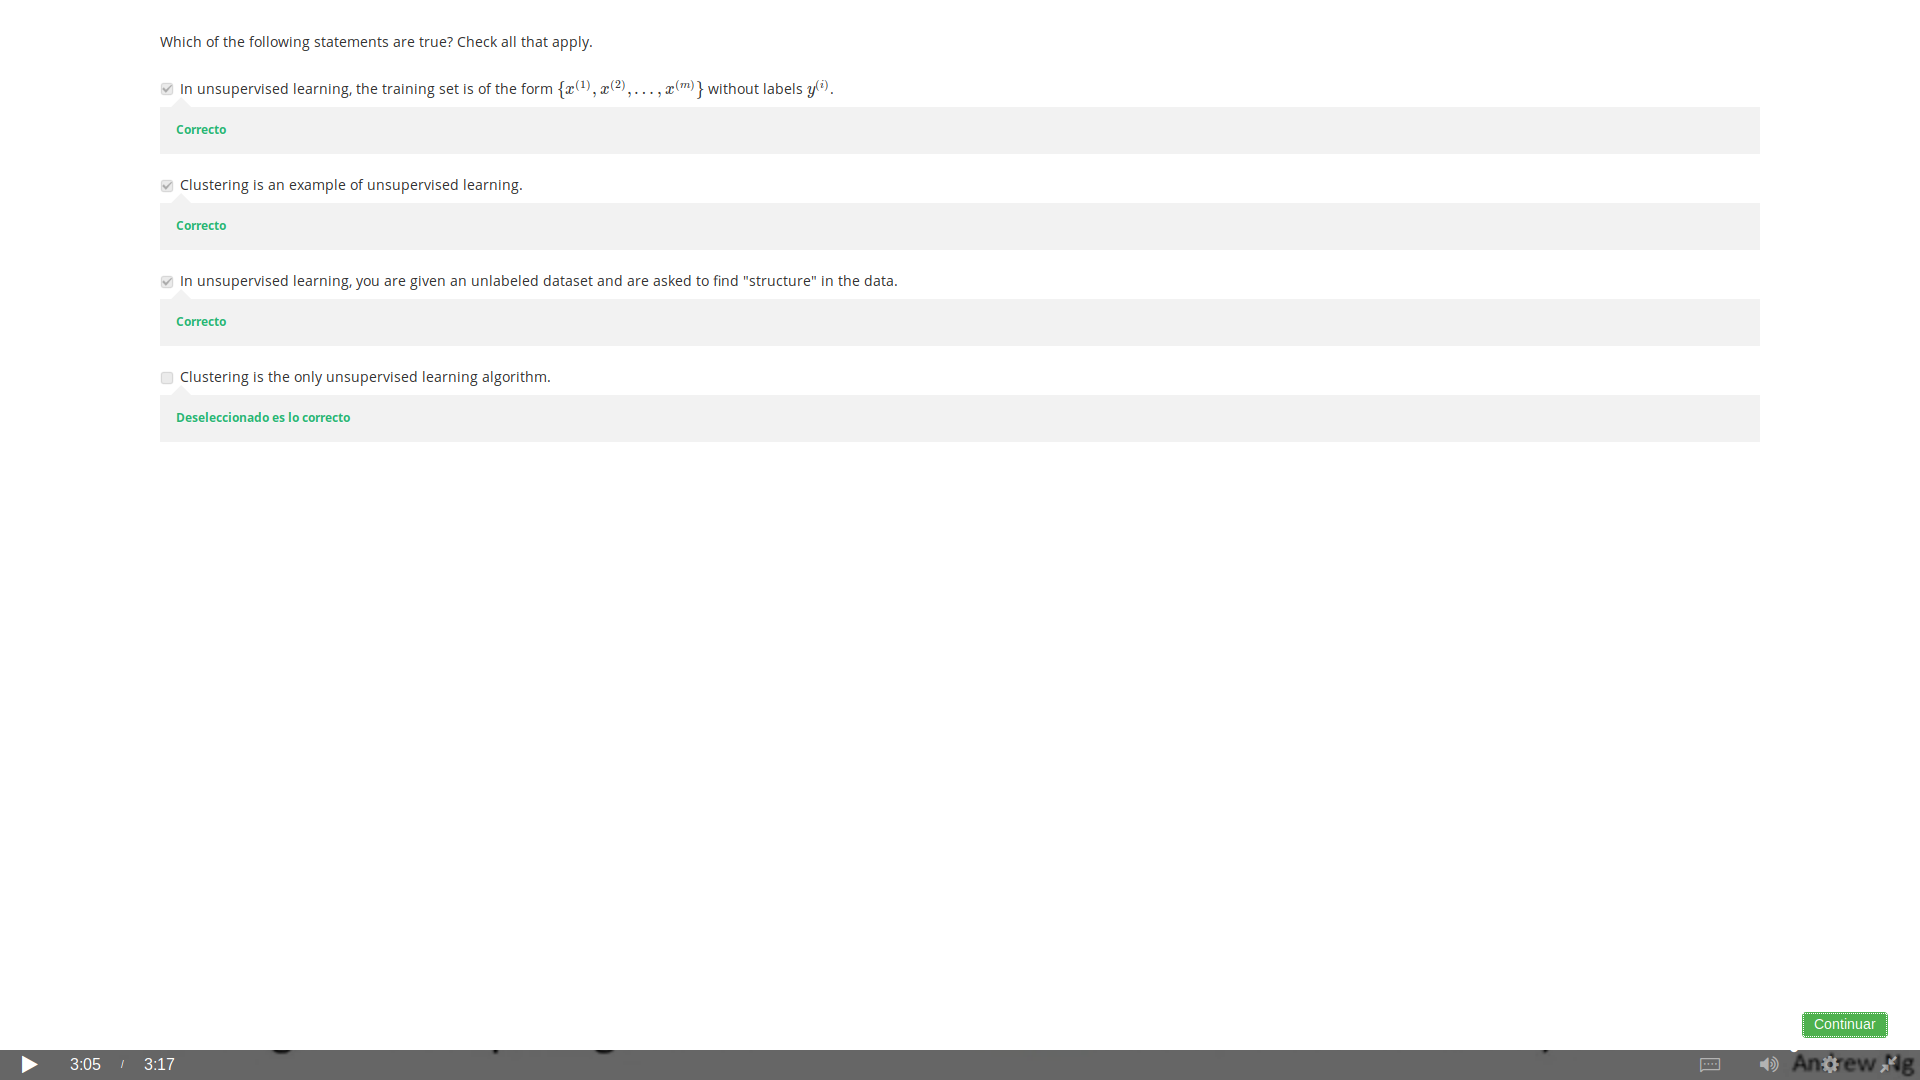 Which of the following statements are true? Check all that apply.
In unsupervised learning, the training set is of the form {x^(1), x^(2), . . . , x^(m)} without labels y^(i).
Correcto
Clustering is an example of unsupervised learning.
Correcto
In unsupervised learning, you are given an unlabeled dataset and are asked to find "structure" in the data.
Correcto
Clustering is the only unsupervised learning algorithm.
Deseleccionado es lo correcto
Continuar
3:05 / 3:17
Andrew Ng